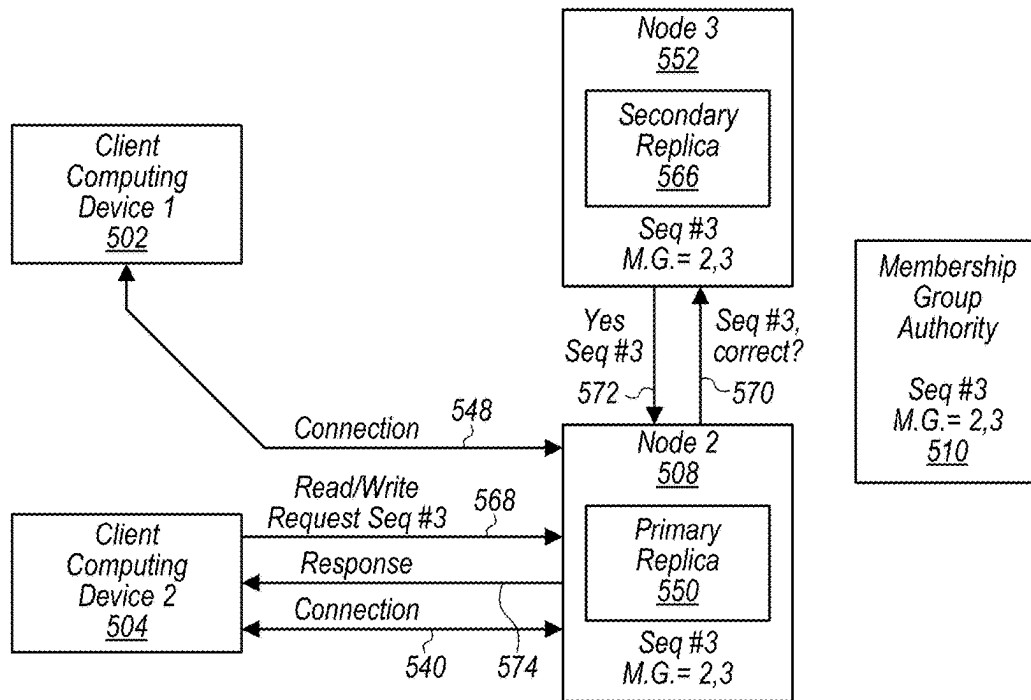 Node 3
552
Secondary
Replica
566
Seq #3
M.G.= 2,3
Client
Computing
Device 1
502
Membership
Group
Authority
Seq #3
M.G.= 2,3
510
Yes
Seq #3
572
Seq #3,
correct?
570
Connection
548
Node 2
508
Primary
Replica
550
Seq #3
M.G.= 2,3
Read/Write
Request Seq #3
568
Response
Connection
540
574
Client
Computing
Device 2
504